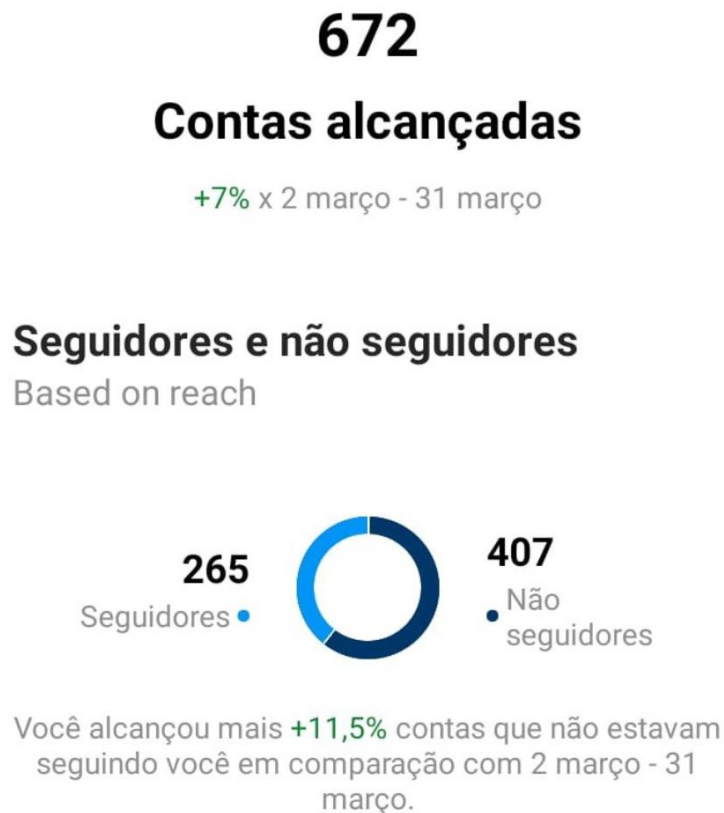 672
Contas alcançadas
+7% x 2 março - 31 março
Seguidores e não seguidores
Based on reach
265
Seguidores
407
Não
seguidores
Você alcançou mais +11,5% contas que não estavam
seguindo você em comparação com 2 março - 31
março.